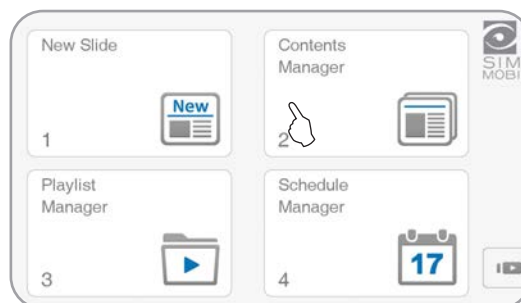 New Slide
New
1
Contents
Manager
2
SIM
MOBI
Playlist
Manager
3
Schedule
Manager
17
4